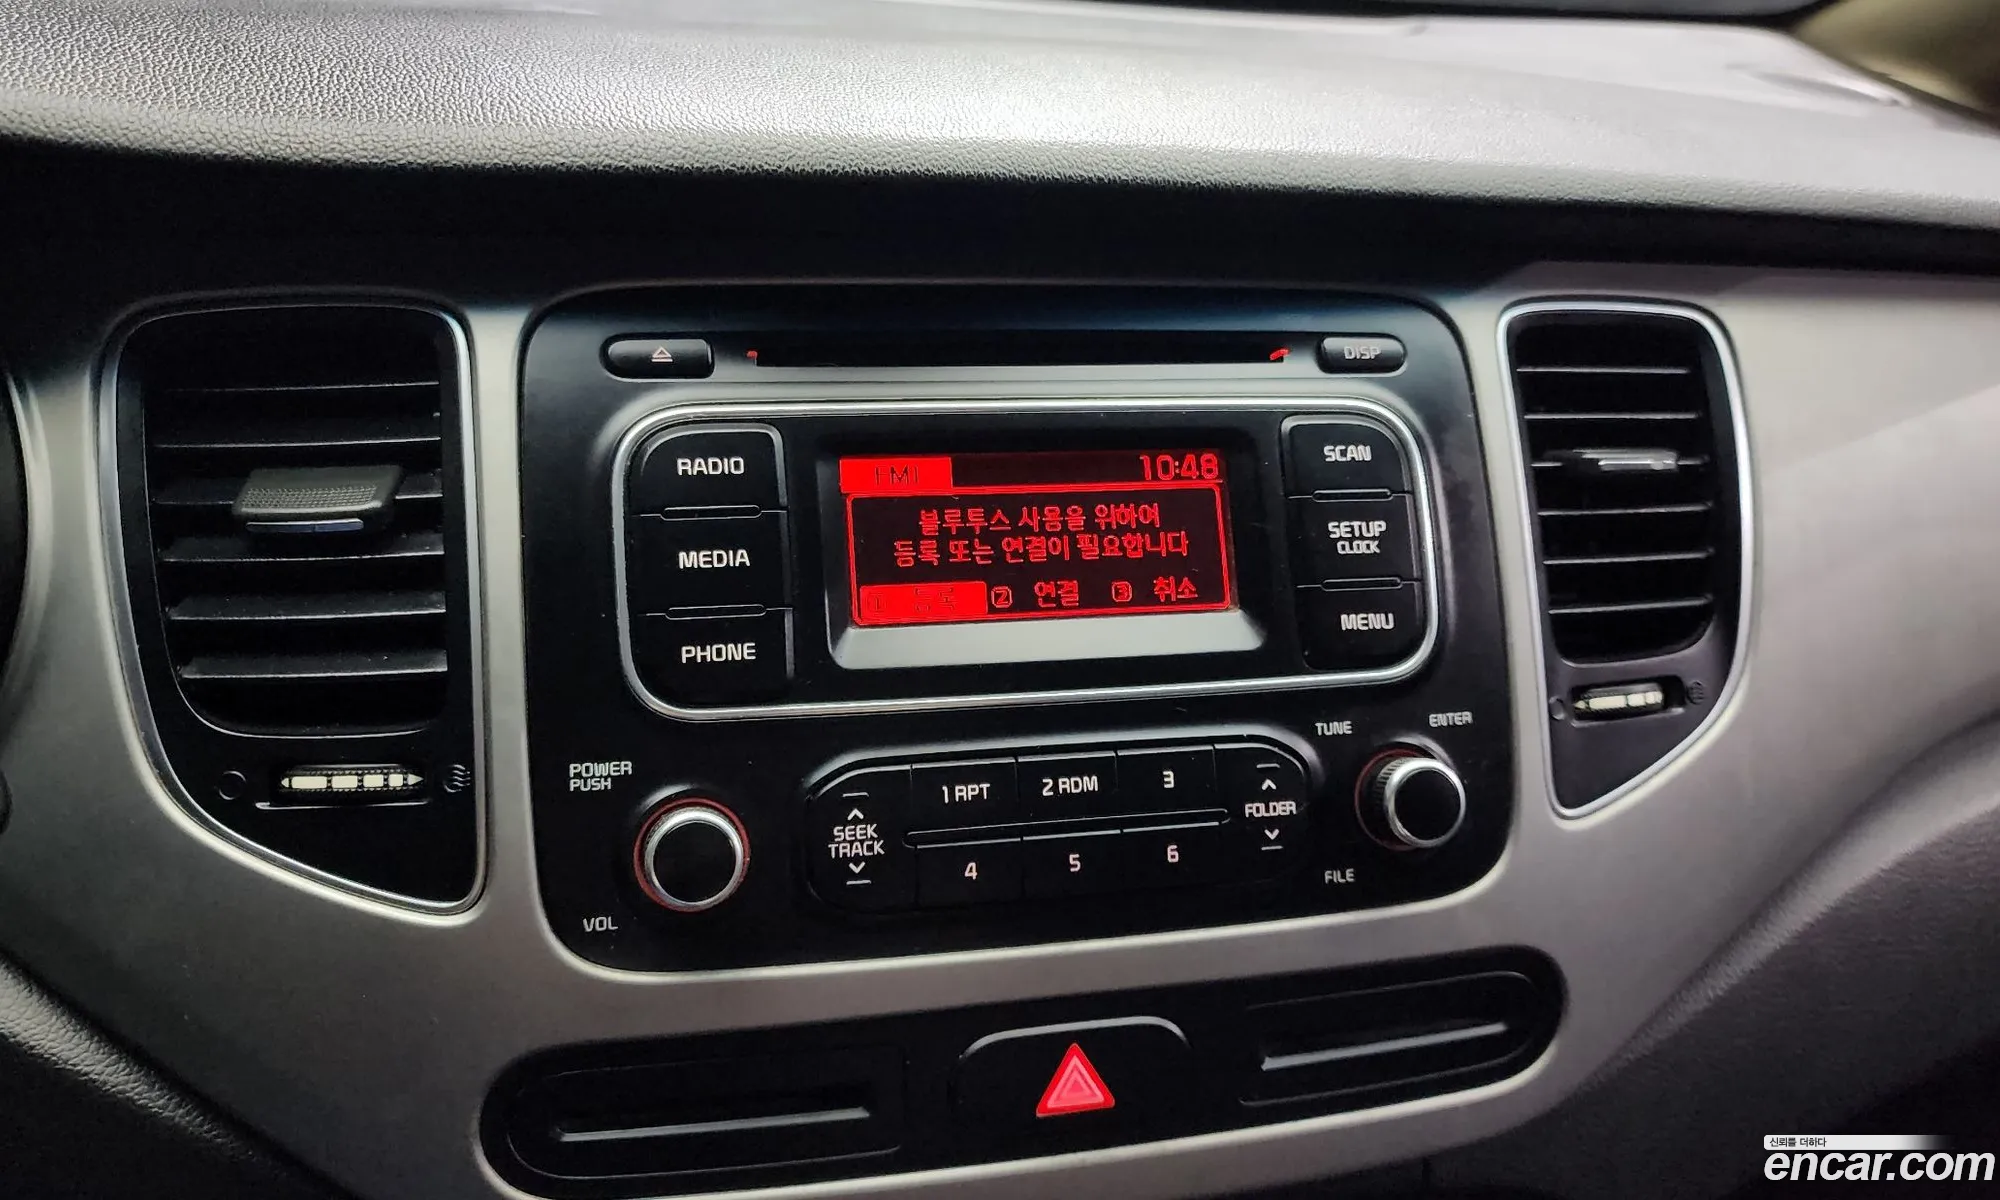 DISP
RADIO
MEDIA
PHONE
FM1
10:48
블루투스 사용을 위하여
등록 또는 연결이 필요합니다
1 등록 2 연결 3 취소
SCAN
SETUP
CLOCK
MENU
POWER
PUSH
VOL
SEEK
TRACK
1 RPT
2 RDM
3
4
5
6
FOLDER
TUNE
ENTER
FILE
신뢰를 더하다
encar.com